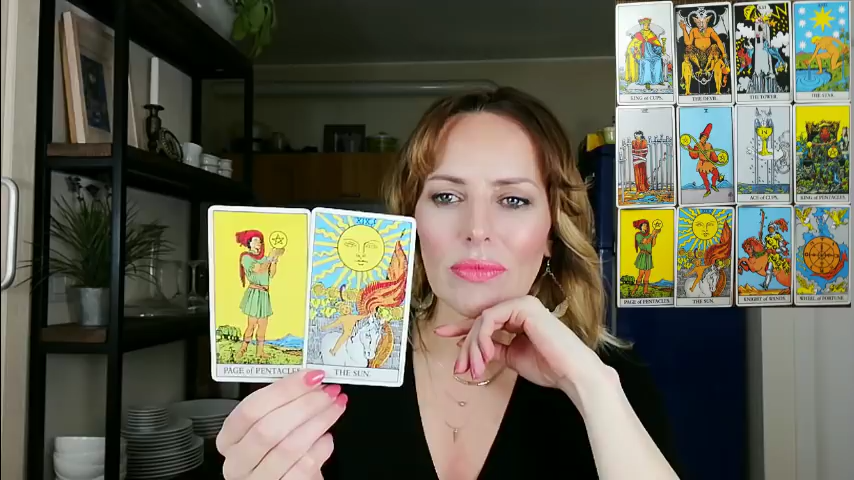 KING of CUPS.
THE DEVIL.
THE TOWER.
THE STAR.
X
ACE of CUPS.
KING of PENTACLES.
PAGE of PENTACLES
THE SUN.
KNIGHT of WANDS.
WHEEL of FORTUNE.
XIX
PAGE of PENTACLES
THE SUN.